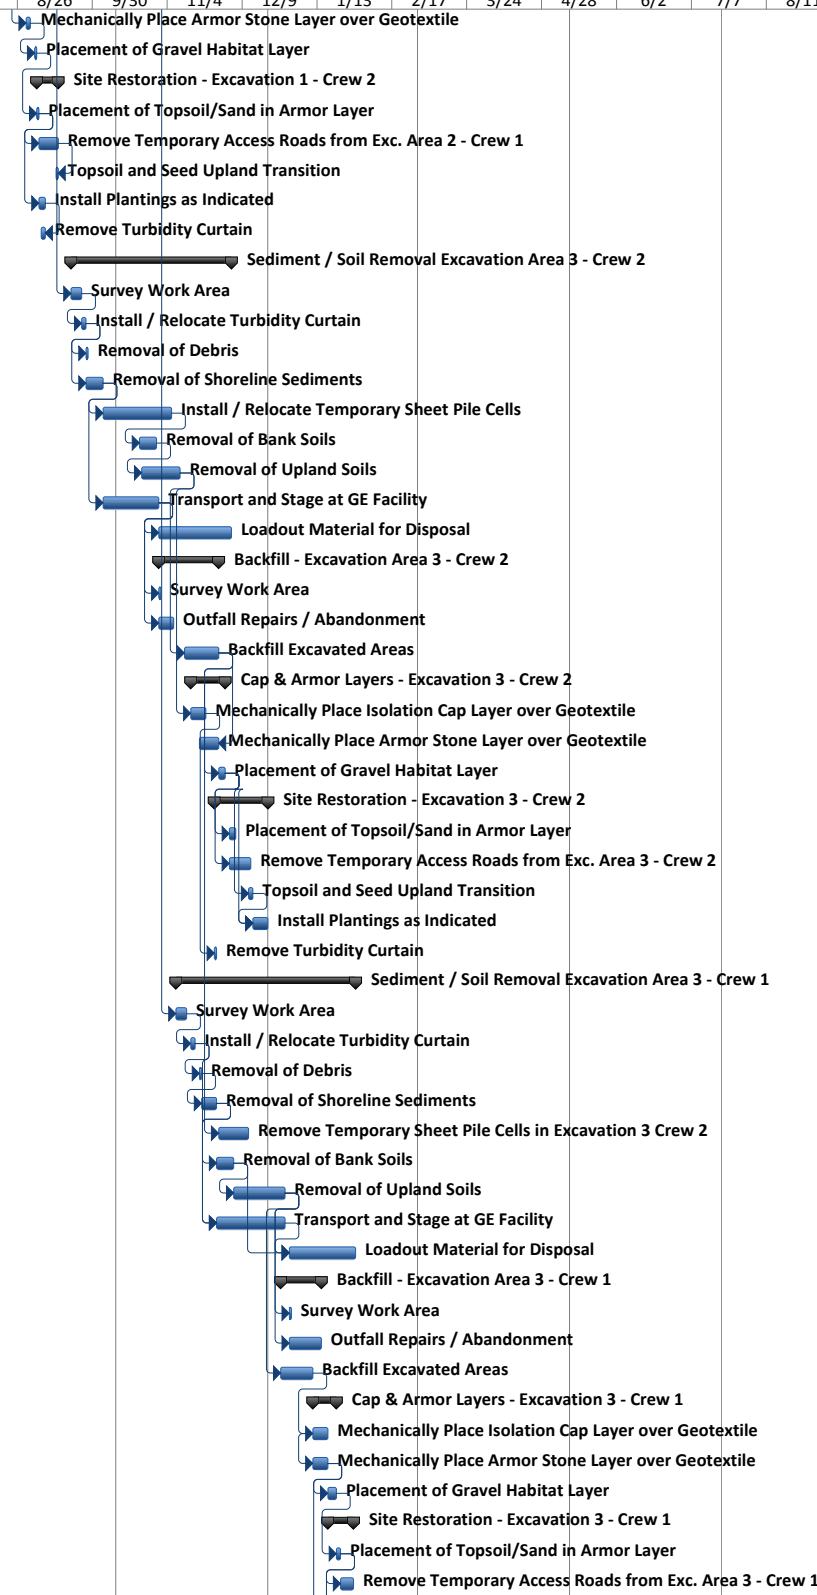 8/26 9/30 11/4 12/9 1/13 2/17 3/24 4/28 6/2 7/7 8/11
Mechanically Place Armor Stone Layer over Geotextile
Placement of Gravel Habitat Layer
Site Restoration - Excavation 1 - Crew 2
Placement of Topsoil/Sand in Armor Layer
Remove Temporary Access Roads from Exc. Area 2 - Crew 1
Topsoil and Seed Upland Transition
Install Plantings as Indicated
Remove Turbidity Curtain
Sediment / Soil Removal Excavation Area 3 - Crew 2
Survey Work Area
Install / Relocate Turbidity Curtain
Removal of Debris
Removal of Shoreline Sediments
Install / Relocate Temporary Sheet Pile Cells
Removal of Bank Soils
Removal of Upland Soils
Transport and Stage at GE Facility
Loadout Material for Disposal
Backfill - Excavation Area 3 - Crew 2
Survey Work Area
Outfall Repairs / Abandonment
Backfill Excavated Areas
Cap & Armor Layers - Excavation 3 - Crew 2
Mechanically Place Isolation Cap Layer over Geotextile
Mechanically Place Armor Stone Layer over Geotextile
Placement of Gravel Habitat Layer
Site Restoration - Excavation 3 - Crew 2
Placement of Topsoil/Sand in Armor Layer
Remove Temporary Access Roads from Exc. Area 3 - Crew 2
Topsoil and Seed Upland Transition
Install Plantings as Indicated
Remove Turbidity Curtain
Sediment / Soil Removal Excavation Area 3 - Crew 1
Survey Work Area
Install / Relocate Turbidity Curtain
Removal of Debris
Removal of Shoreline Sediments
Remove Temporary Sheet Pile Cells in Excavation 3 Crew 2
Removal of Bank Soils
Removal of Upland Soils
Transport and Stage at GE Facility
Loadout Material for Disposal
Backfill - Excavation Area 3 - Crew 1
Survey Work Area
Outfall Repairs / Abandonment
Backfill Excavated Areas
Cap & Armor Layers - Excavation 3 - Crew 1
Mechanically Place Isolation Cap Layer over Geotextile
Mechanically Place Armor Stone Layer over Geotextile
Placement of Gravel Habitat Layer
Site Restoration - Excavation 3 - Crew 1
Placement of Topsoil/Sand in Armor Layer
Remove Temporary Access Roads from Exc. Area 3 - Crew 1